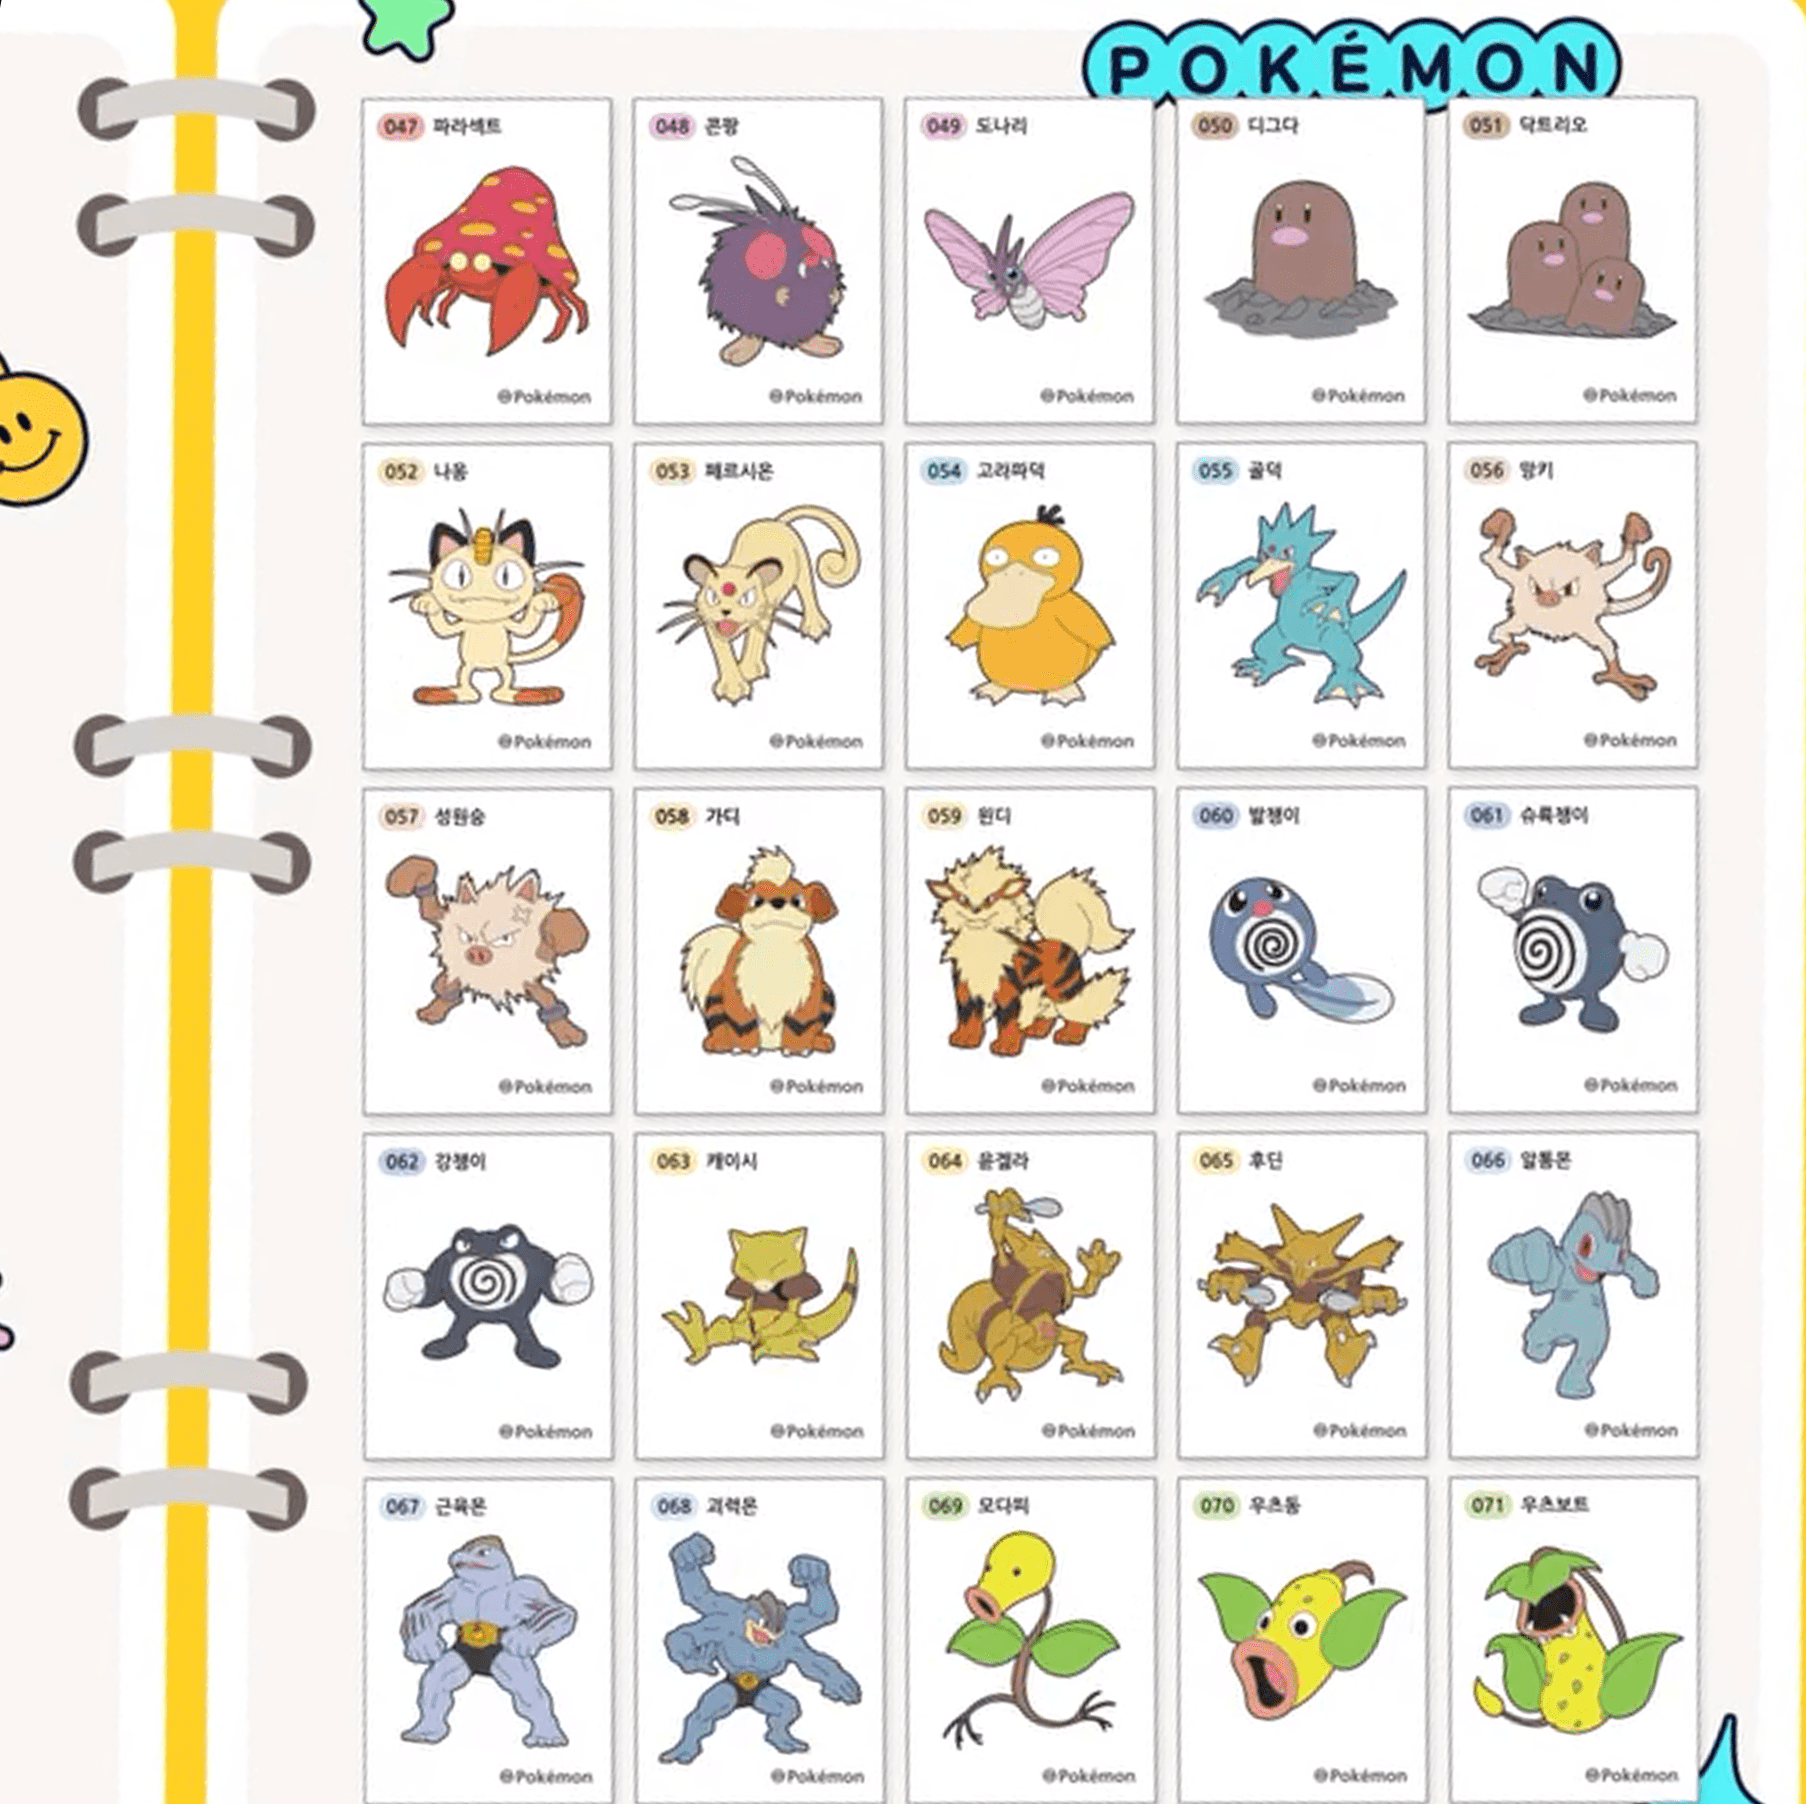 POKÉMON
047 파라섹트
048 콘팡
049 도나리
050 디그다
051 닥트리오
©Pokémon
©Pokémon
©Pokémon
©Pokémon
©Pokémon
052 나옹
053 페르시온
054 고라파덕
055 골덕
056 망키
©Pokémon
©Pokémon
©Pokémon
©Pokémon
©Pokémon
057 성원숭
058 가디
059 윈디
060 발챙이
061 슈륙챙이
©Pokémon
©Pokémon
©Pokémon
©Pokémon
©Pokémon
062 강챙이
063 캐이시
064 윤겔라
065 후딘
066 알통몬
©Pokémon
©Pokémon
©Pokémon
©Pokémon
©Pokémon
067 근육몬
068 괴력몬
069 모다피
070 우츠동
071 우츠보트
©Pokémon
©Pokémon
©Pokémon
©Pokémon
©Pokémon